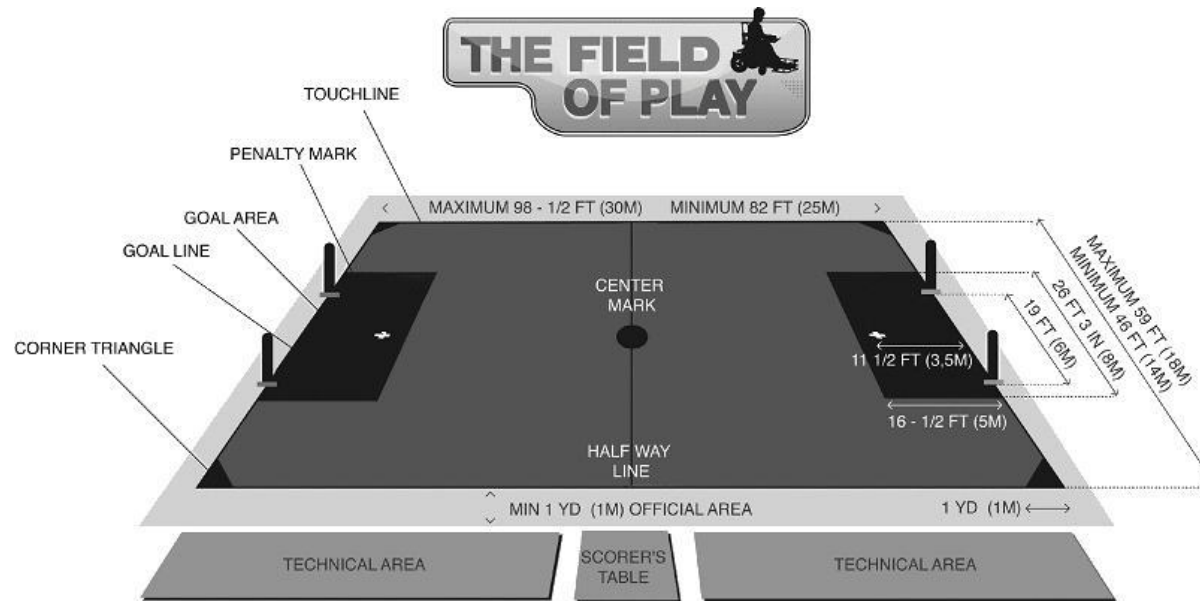 THE FIELD
OF PLAY
TOUCHLINE
PENALTY MARK
GOAL AREA
GOAL LINE
CORNER TRIANGLE
MAXIMUM 98 - 1/2 FT (30M) MINIMUM 82 FT (25M)
MAXIMUM 59 FT (18M)
MINIMUM 46 FT (14M)
26 FT 3 IN (8M)
19 FT (6M)
CENTER
MARK
11 1/2 FT (3,5M)
16 - 1/2 FT (5M)
HALF WAY
LINE
MIN 1 YD (1M) OFFICIAL AREA
1 YD (1M)
TECHNICAL AREA
SCORER'S
TABLE
TECHNICAL AREA